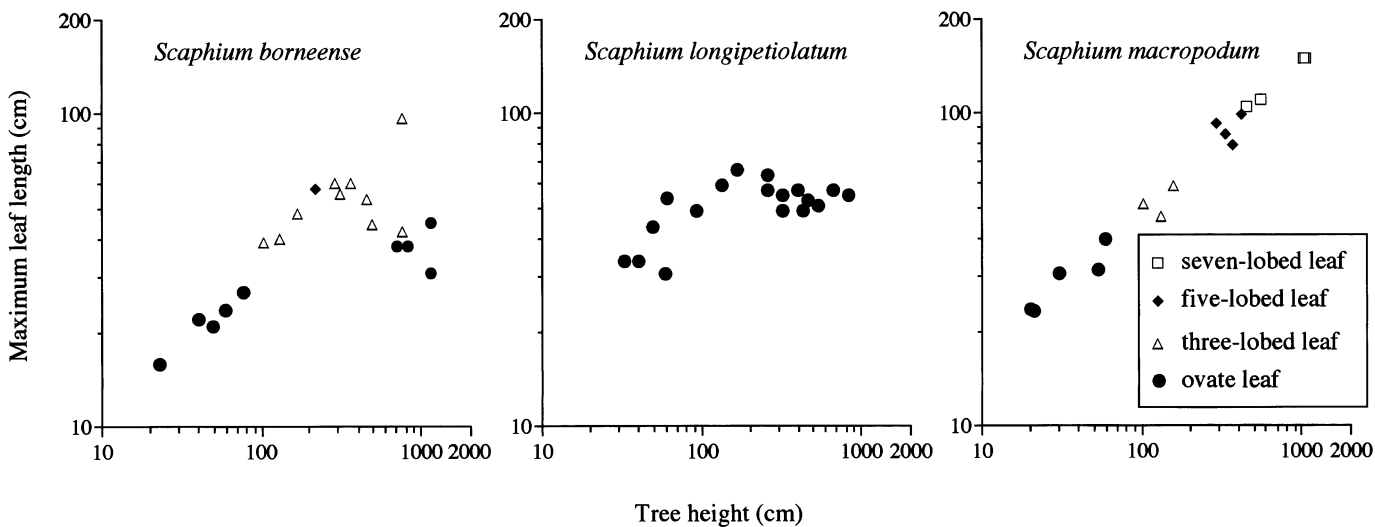 Maximum leaf length (cm)
200
100
10
Scaphium borneense
10
100
1000 2000
200
100
10
Scaphium longipetiolatum
10
100
1000 2000
200
100
10
Scaphium macropodum
seven-lobed leaf
five-lobed leaf
three-lobed leaf
ovate leaf
10
100
1000 2000
Tree height (cm)